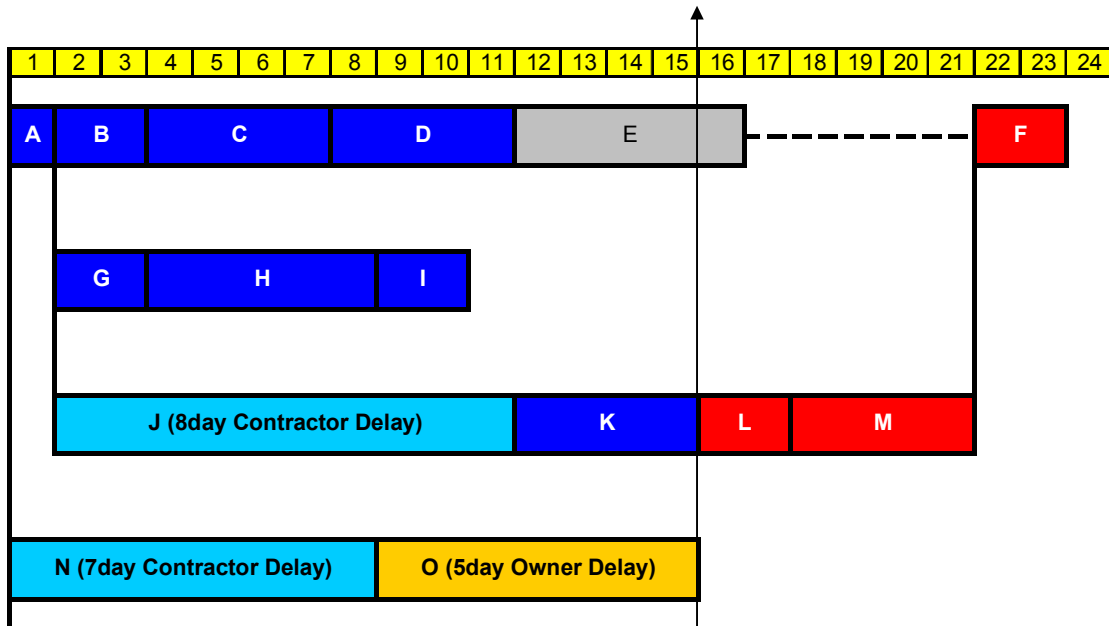 1 2 3 4 5 6 7 8 9 10 11 12 13 14 15 16 17 18 19 20 21 22 23 24
A B C D E F
G H I
J (8day Contractor Delay) K L M
N (7day Contractor Delay) O (5day Owner Delay)